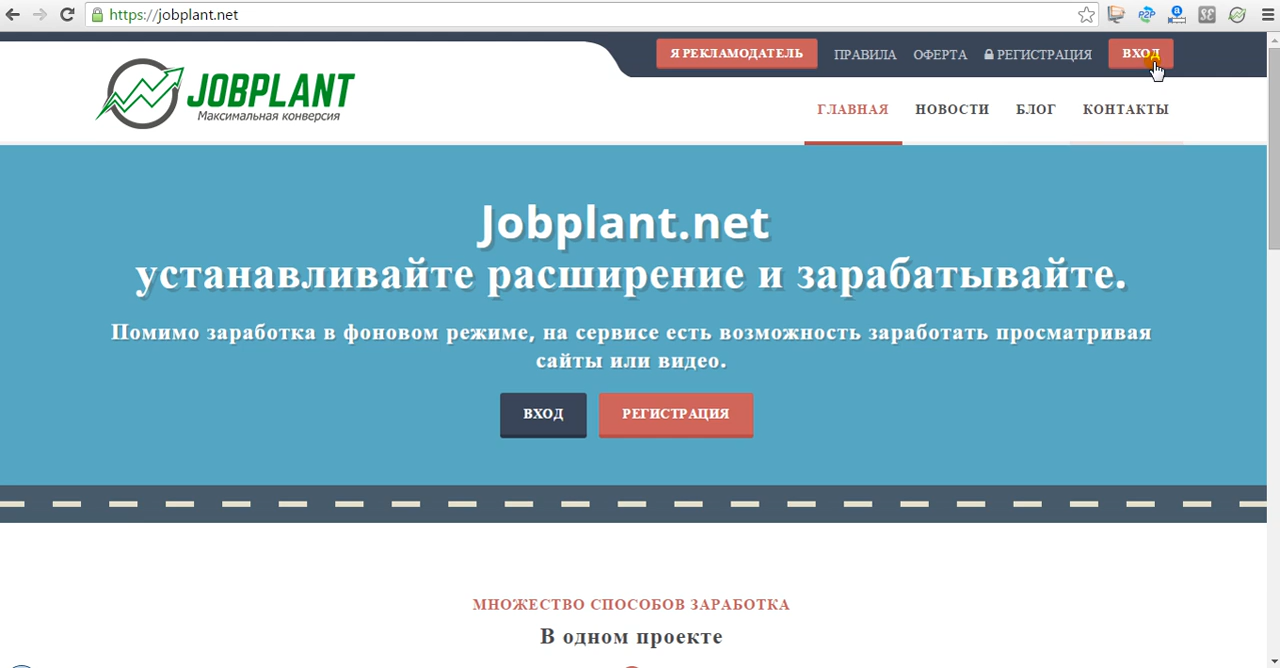 https://jobplant.net
Я РЕКЛАМОДАТЕЛЬ ПРАВИЛА ОФЕРТА РЕГИСТРАЦИЯ ВХОД
JOBPLANT
Максимальная конверсия
ГЛАВНАЯ НОВОСТИ БЛОГ КОНТАКТЫ
Jobplant.net
устанавливайте расширение и зарабатывайте.
Помимо заработка в фоновом режиме, на сервисе есть возможность заработать просматривая
сайты или видео.
ВХОД РЕГИСТРАЦИЯ
МНОЖЕСТВО СПОСОБОВ ЗАРАБОТКА
В одном проекте